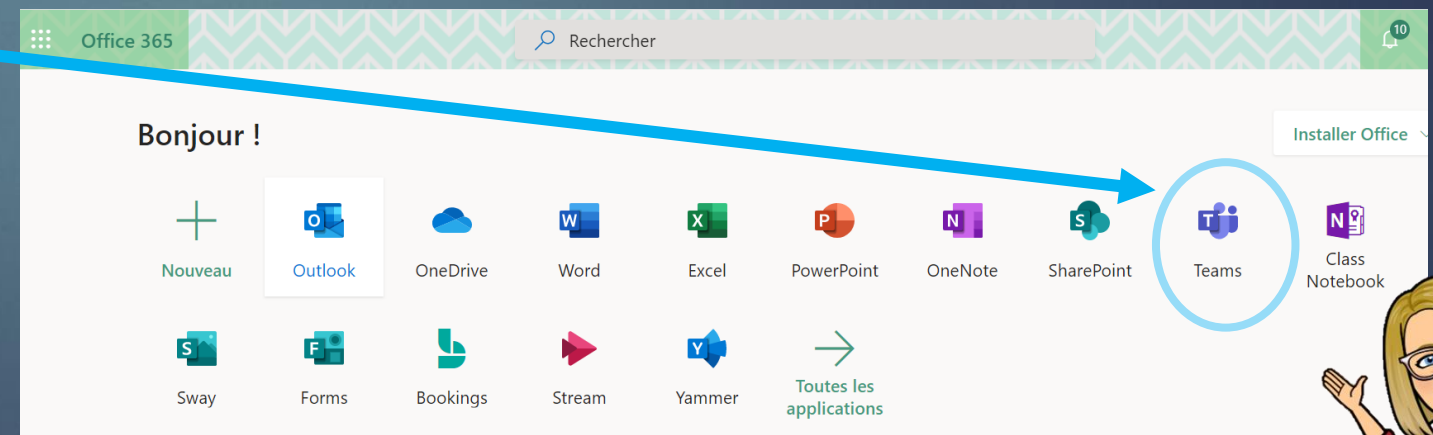 Office 365
Rechercher
10
Bonjour !
Installer Office
Nouveau
Outlook
OneDrive
Word
Excel
PowerPoint
OneNote
SharePoint
Teams
Class
Notebook
Sway
Forms
Bookings
Stream
Yammer
Toutes les
applications